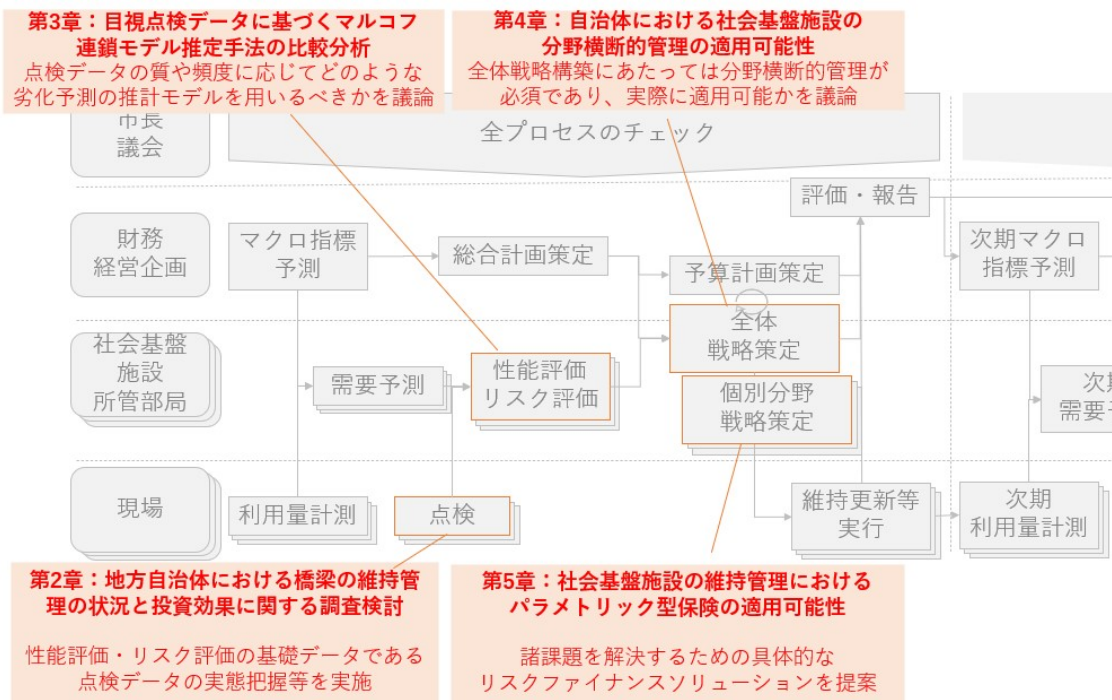 第3章：目視点検データに基づくマルコフ
連鎖モデル推定手法の比較分析
点検データの質や頻度に応じてどのような
劣化予測の推計モデルを用いるべきかを議論
第4章：自治体における社会基盤施設の
分野横断的管理の適用可能性
全体戦略構築にあたっては分野横断的管理が
必須であり、実際に適用可能かを議論
市長
議会
全プロセスのチェック
評価・報告
財務
経営企画
マクロ指標
予測
総合計画策定
予算計画策定
次期マクロ
指標予測
社会基盤
施設
所管部局
需要予測
性能評価
リスク評価
全体
戦略策定
個別分野
戦略策定
次期
需要予
現場
利用量計測
点検
維持更新等
実行
次期
利用量計測
第2章：地方自治体における橋梁の維持管
理の状況と投資効果に関する調査検討
性能評価・リスク評価の基礎データである
点検データの実態把握等を実施
第5章：社会基盤施設の維持管理における
パラメトリック型保険の適用可能性
諸課題を解決するための具体的な
リスクファイナンスソリューションを提案